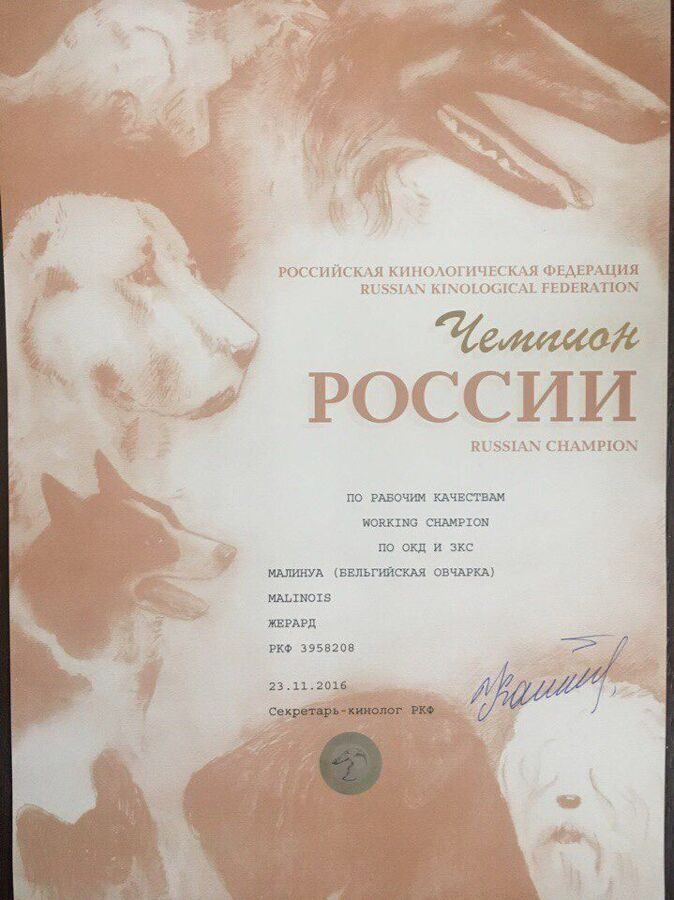 РОССИЙСКАЯ КИНОЛОГИЧЕСКАЯ ФЕДЕРАЦИЯ
RUSSIAN KINOLOGICAL FEDERATION
Чемпион
РОССИИ
RUSSIAN CHAMPION
ПО РАБОЧИМ КАЧЕСТВАМ
WORKING CHAMPION
ПО ОКД И ЗКС
МАЛИНУА (БЕЛЬГИЙСКАЯ ОВЧАРКА)
MALINOIS
ЖЕРАРД
РКФ 3958208
23.11.2016
Секретарь-кинолог РКФ